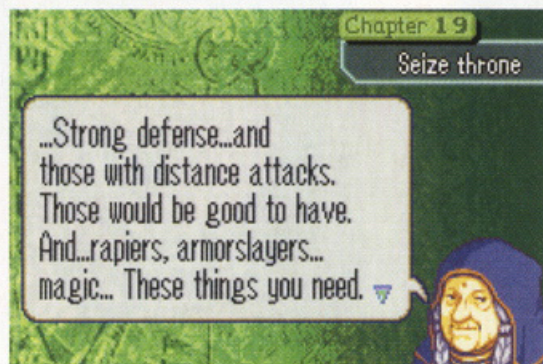 Chapter 19
Seize throne
...Strong defense...and
those with distance attacks.
Those would be good to have.
And...rapiers, armorslayers...
magic... These things you need.